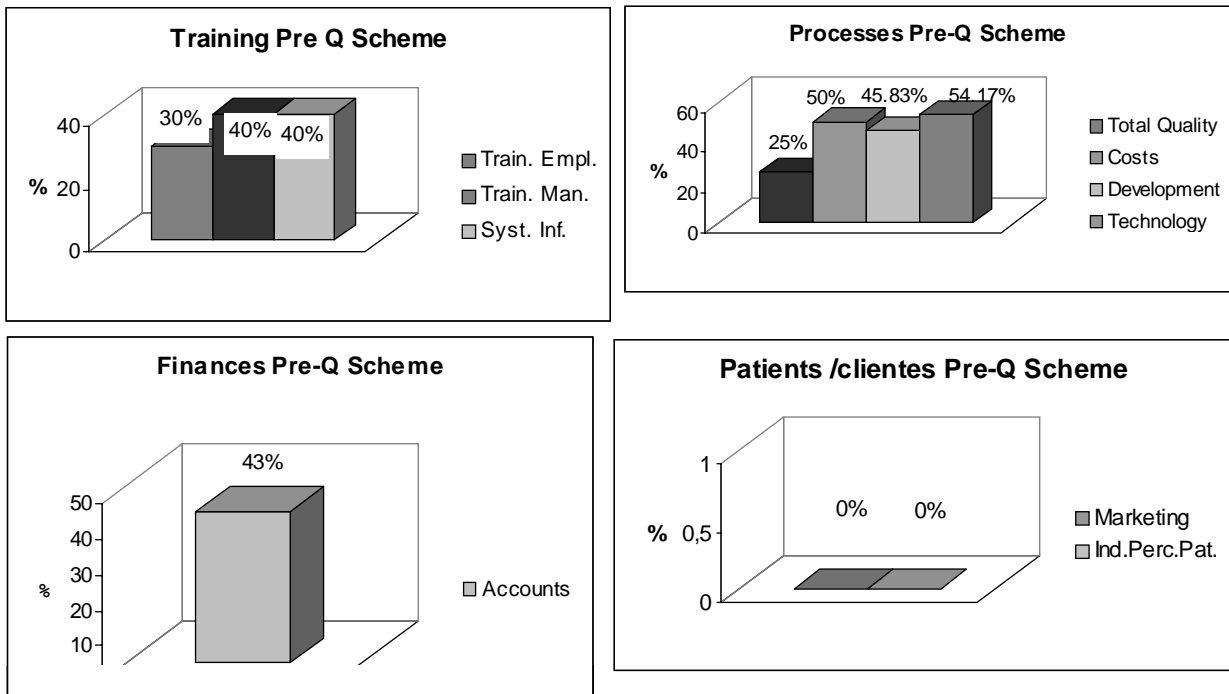 Training Pre Q Scheme
40
20
0
%
30%
40%
40%
Train. Empl.
Train. Man.
Syst. Inf.
Processes Pre-Q Scheme
60
40
20
0
%
25%
50%
45.83%
54.17%
Total Quality
Costs
Development
Technology
Finances Pre-Q Scheme
50
40
30
20
10
%
43%
Accounts
Patients /clientes Pre-Q Scheme
1
0,5
0
%
0%
0%
Marketing
Ind.Perc.Pat.